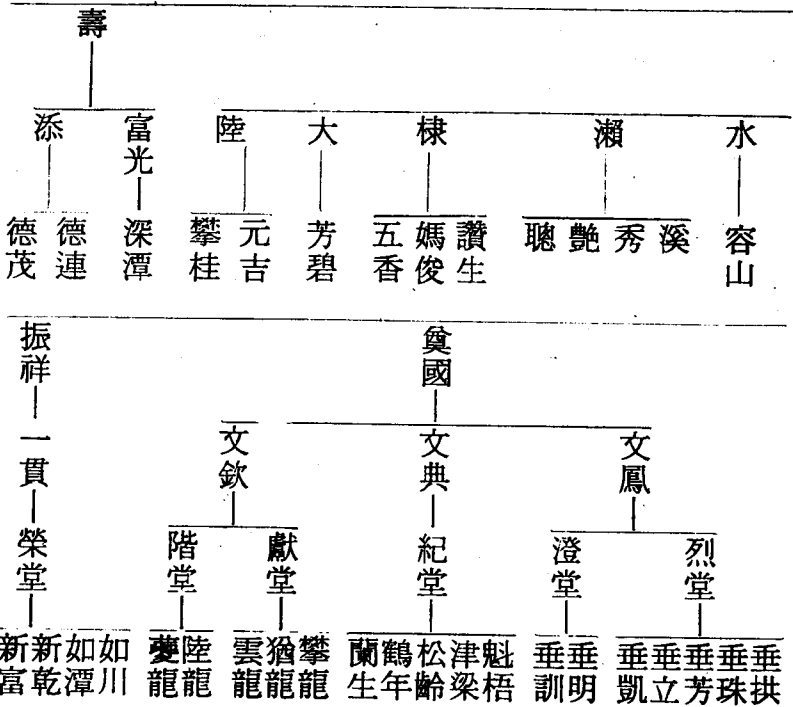 水
瀨
棣
大
陸
富光
添
壽
容山
溪
秀
艷
聰
讚生
媽俊
五香
芳碧
元吉
攀桂
深潭
德連
德茂
奠國
振祥
文鳳
文典
文欽
一貫
烈堂
澄堂
紀堂
獻堂
階堂
榮堂
垂拱
垂珠
垂芳
垂立
垂凱
垂明
垂訓
魁梧
津梁
松齡
鶴年
蘭生
攀龍
猶龍
雲龍
陸龍
夔龍
如川
如潭
新乾
新富